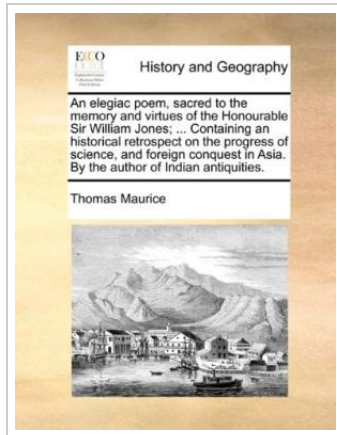 ECCO
History and Geography
An elegiac poem, sacred to the
memory and virtues of the Honourable
Sir William Jones; ... Containing an
historical retrospect on the progress of
science, and foreign conquest in Asia.
By the author of Indian antiquities.
Thomas Maurice